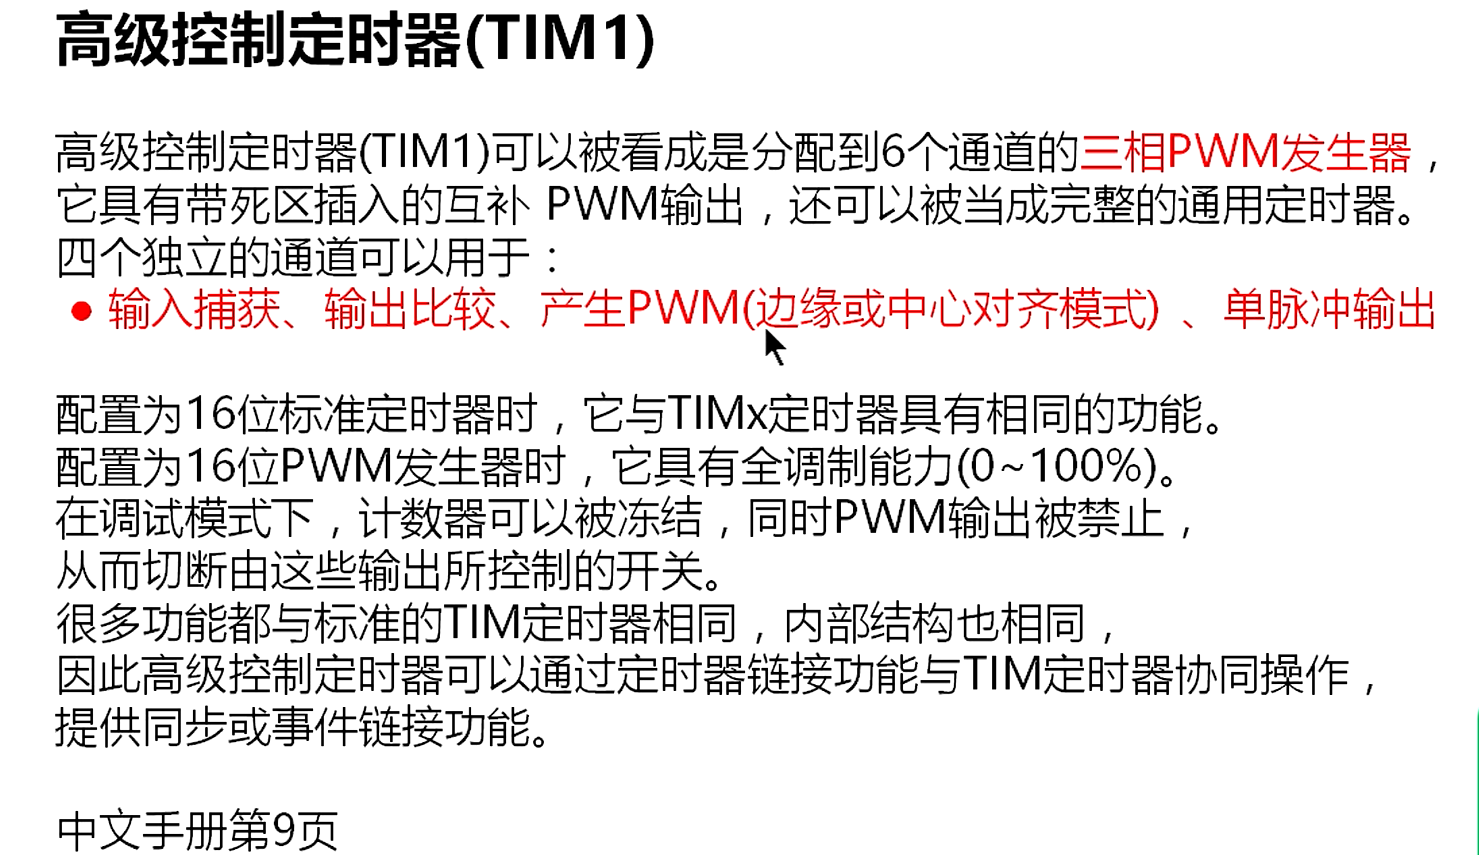 高级控制定时器(TIM1)
高级控制定时器(TIM1)可以被看成是分配到6个通道的三相PWM发生器，
它具有带死区插入的互补 PWM输出，还可以被当成完整的通用定时器。
四个独立的通道可以用于：
● 输入捕获、输出比较、产生PWM(边缘或中心对齐模式) 、单脉冲输出
配置为16位标准定时器时，它与TIMx定时器具有相同的功能。
配置为16位PWM发生器时，它具有全调制能力(0~100%)。
在调试模式下，计数器可以被冻结，同时PWM输出被禁止，
从而切断由这些输出所控制的开关。
很多功能都与标准的TIM定时器相同，内部结构也相同，
因此高级控制定时器可以通过定时器链接功能与TIM定时器协同操作，
提供同步或事件链接功能。
中文手册第9页